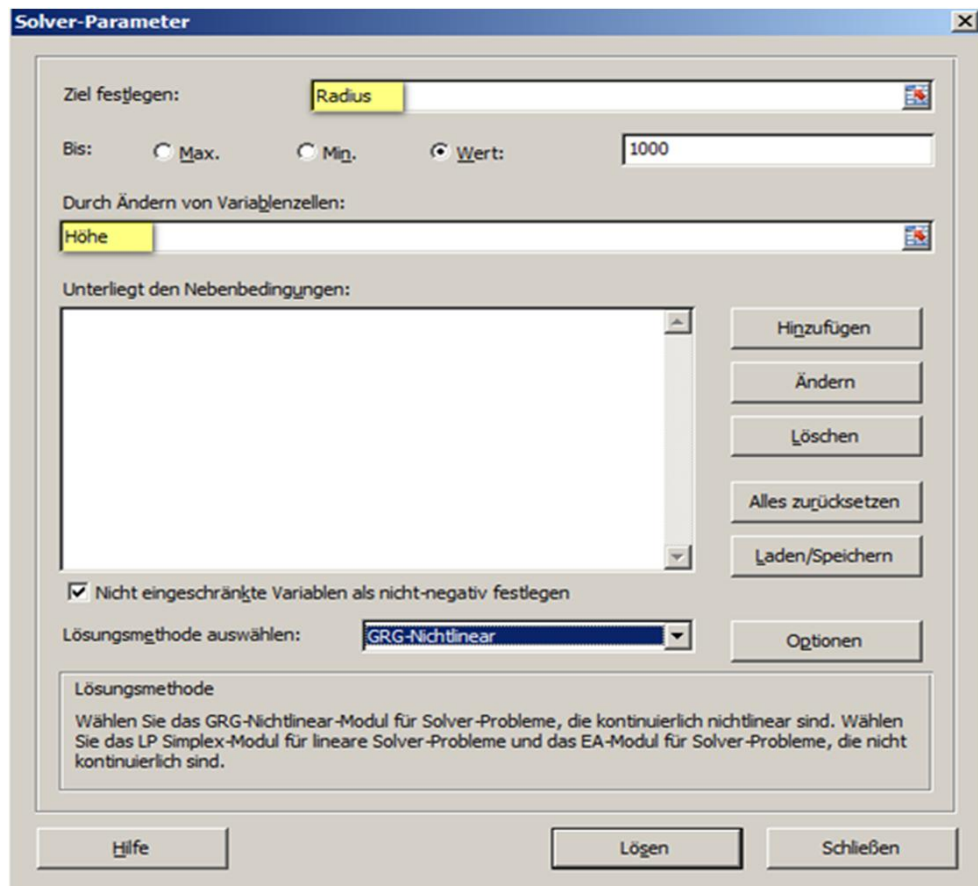 Solver-Parameter
Ziel festlegen: Radius
Bis: Max. Min. Wert: 1000
Durch Ändern von Variablenzellen:
Höhe
Unterliegt den Nebenbedingungen:
Hinzufügen
Ändern
Löschen
Alles zurücksetzen
Laden/Speichern
Nicht eingeschränkte Variablen als nicht-negativ festlegen
Lösungsmethode auswählen: GRG-Nichtlinear Optionen
Lösungsmethode
Wählen Sie das GRG-Nichtlinear-Modul für Solver-Probleme, die kontinuierlich nichtlinear sind. Wählen
Sie das LP Simplex-Modul für lineare Solver-Probleme und das EA-Modul für Solver-Probleme, die nicht
kontinuierlich sind.
Hilfe Lösen Schließen